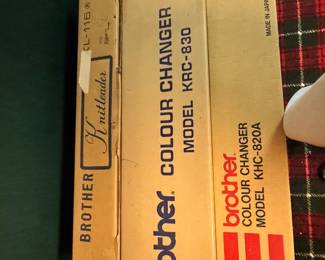 BROTHER Knitleader
KL-116
brother. COLOUR CHANGER
MODEL KRC-830
brother.
COLOUR CHANGER
MODEL KHC-820A
MADE IN JAPAN